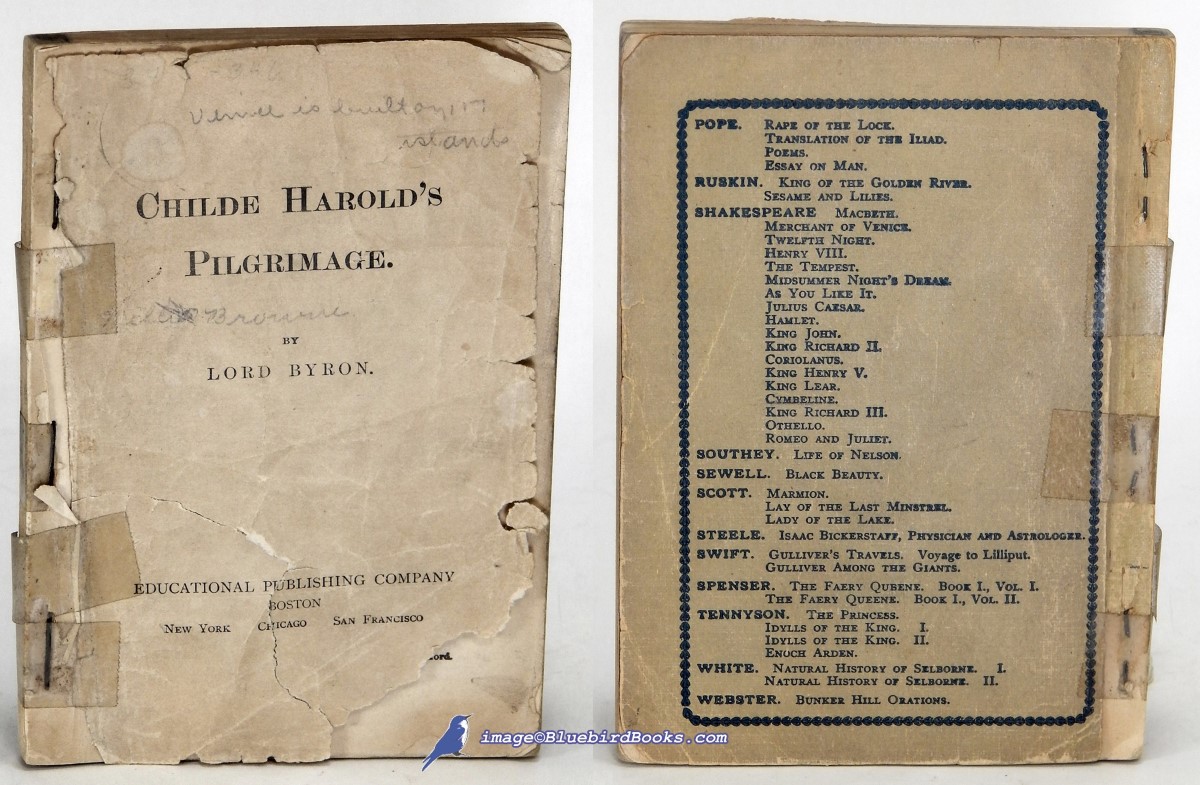 Venice is built on 117
islands
CHILDE HAROLD'S
PILGRIMAGE.
Browne
BY
LORD BYRON.
EDUCATIONAL PUBLISHING COMPANY
BOSTON
NEW YORK CHICAGO SAN FRANCISCO
ord.
POPE. RAPE OF THE LOCK.
TRANSLATION OF THE ILIAD.
POEMS.
ESSAY ON MAN.
RUSKIN. KING OF THE GOLDEN RIVER.
SESAME AND LILIES.
SHAKESPEARE MACBETH.
MERCHANT OF VENICE.
TWELFTH NIGHT.
HENRY VIII.
THE TEMPEST.
MIDSUMMER NIGHT'S DREAM.
AS YOU LIKE IT.
JULIUS CAESAR.
HAMLET.
KING JOHN.
KING RICHARD II.
CORIOLANUS.
KING HENRY V.
KING LEAR.
CYMBELINE.
KING RICHARD III.
OTHELLO.
ROMEO AND JULIET.
SOUTHEY. LIFE OF NELSON.
SEWELL. BLACK BEAUTY.
SCOTT. MARMION.
LAY OF THE LAST MINSTREL.
LADY OF THE LAKE.
STEELE. ISAAC BICKERSTAFF, PHYSICIAN AND ASTROLOGER.
SWIFT. GULLIVER'S TRAVELS. Voyage to Lilliput.
GULLIVER AMONG THE GIANTS.
SPENSER. THE FAERY QUEENE. BOOK I., VOL. I.
THE FAERY QUEENE. BOOK I., VOL. II.
TENNYSON. THE PRINCESS.
IDYLLS OF THE KING. I.
IDYLLS OF THE KING. II.
ENOCH ARDEN.
WHITE. NATURAL HISTORY OF SELBORNE. I.
NATURAL HISTORY OF SELBORNE. II.
WEBSTER. BUNKER HILL ORATIONS.
image©BluebirdBooks.com